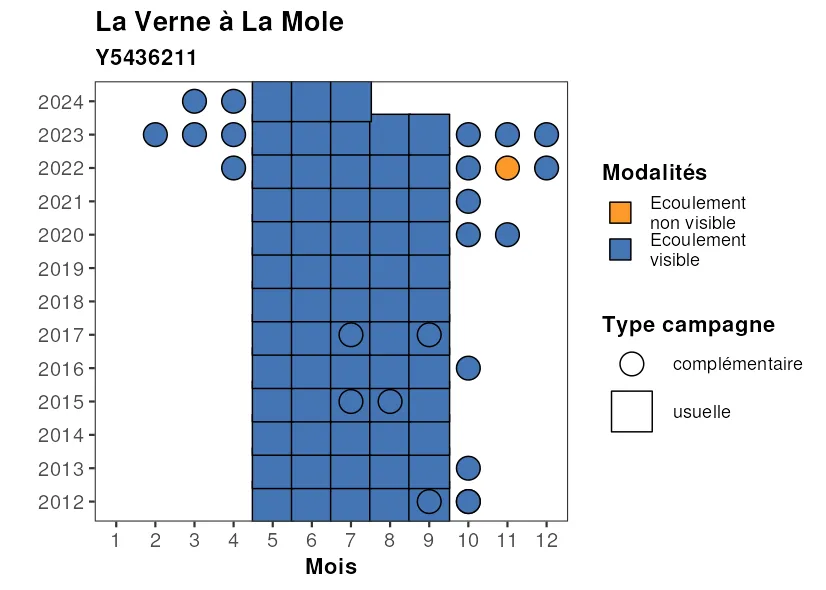 La Verne à La Mole
Y5436211
2024
2023
2022
2021
2020
2019
2018
2017
2016
2015
2014
2013
2012
1 2 3 4 5 6 7 8 9 10 11 12
Mois
Modalités
Ecoulement
non visible
Ecoulement
visible
Type campagne
complémentaire
usuelle